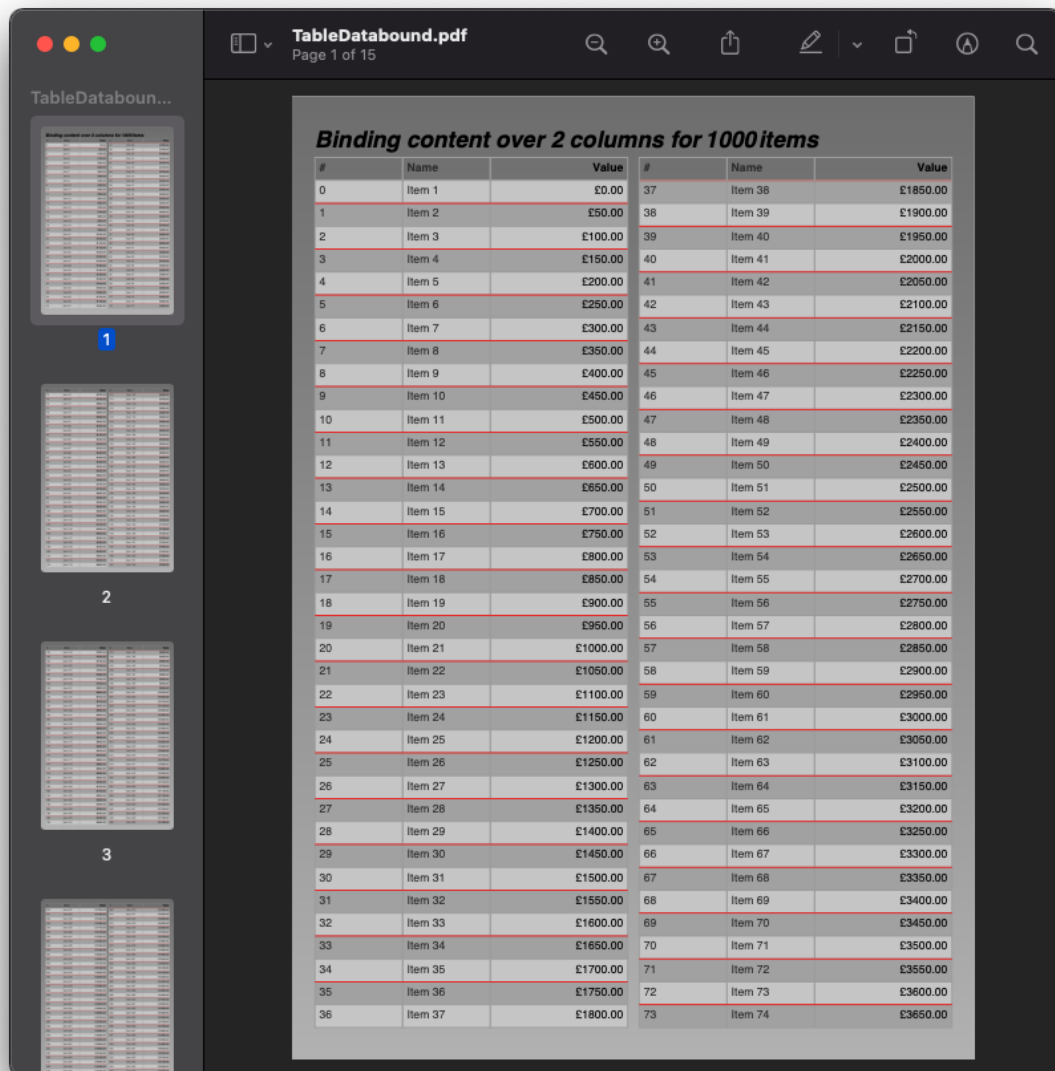 TableDatabound.pdf
Page 1 of 15
TableDataboun...
1
2
3
Binding content over 2 columns for 1000 items
# Name Value
0 Item 1 £0.00
1 Item 2 £50.00
2 Item 3 £100.00
3 Item 4 £150.00
4 Item 5 £200.00
5 Item 6 £250.00
6 Item 7 £300.00
7 Item 8 £350.00
8 Item 9 £400.00
9 Item 10 £450.00
10 Item 11 £500.00
11 Item 12 £550.00
12 Item 13 £600.00
13 Item 14 £650.00
14 Item 15 £700.00
15 Item 16 £750.00
16 Item 17 £800.00
17 Item 18 £850.00
18 Item 19 £900.00
19 Item 20 £950.00
20 Item 21 £1000.00
21 Item 22 £1050.00
22 Item 23 £1100.00
23 Item 24 £1150.00
24 Item 25 £1200.00
25 Item 26 £1250.00
26 Item 27 £1300.00
27 Item 28 £1350.00
28 Item 29 £1400.00
29 Item 30 £1450.00
30 Item 31 £1500.00
31 Item 32 £1550.00
32 Item 33 £1600.00
33 Item 34 £1650.00
34 Item 35 £1700.00
35 Item 36 £1750.00
36 Item 37 £1800.00
# Name Value
37 Item 38 £1850.00
38 Item 39 £1900.00
39 Item 40 £1950.00
40 Item 41 £2000.00
41 Item 42 £2050.00
42 Item 43 £2100.00
43 Item 44 £2150.00
44 Item 45 £2200.00
45 Item 46 £2250.00
46 Item 47 £2300.00
47 Item 48 £2350.00
48 Item 49 £2400.00
49 Item 50 £2450.00
50 Item 51 £2500.00
51 Item 52 £2550.00
52 Item 53 £2600.00
53 Item 54 £2650.00
54 Item 55 £2700.00
55 Item 56 £2750.00
56 Item 57 £2800.00
57 Item 58 £2850.00
58 Item 59 £2900.00
59 Item 60 £2950.00
60 Item 61 £3000.00
61 Item 62 £3050.00
62 Item 63 £3100.00
63 Item 64 £3150.00
64 Item 65 £3200.00
65 Item 66 £3250.00
66 Item 67 £3300.00
67 Item 68 £3350.00
68 Item 69 £3400.00
69 Item 70 £3450.00
70 Item 71 £3500.00
71 Item 72 £3550.00
72 Item 73 £3600.00
73 Item 74 £3650.00